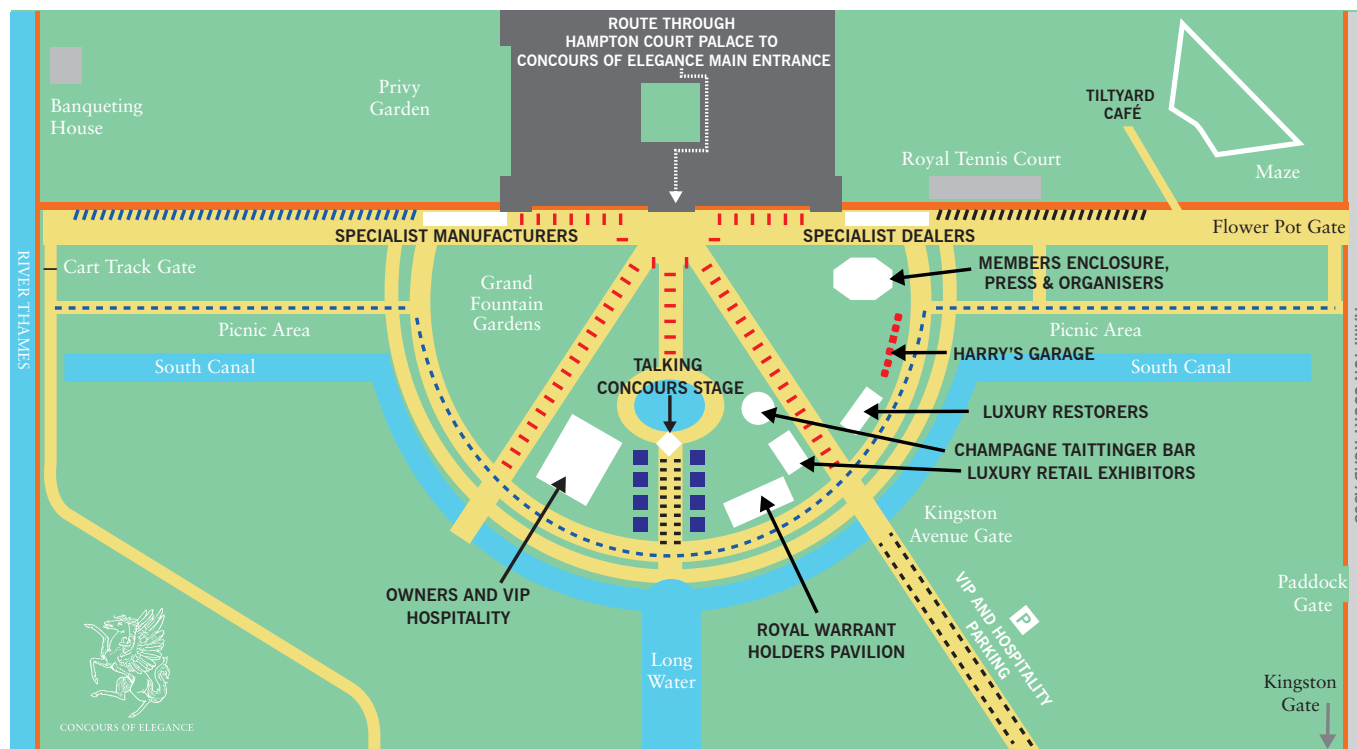 ROUTE THROUGH
HAMPTON COURT PALACE TO
CONCOURS OF ELEGANCE MAIN ENTRANCE
Banqueting
House
Privy
Garden
TILTYARD
CAFÉ
Royal Tennis Court
Maze
SPECIALIST MANUFACTURERS
SPECIALIST DEALERS
Flower Pot Gate
RIVER THAMES
Cart Track Gate
Grand
Fountain
Gardens
MEMBERS ENCLOSURE,
PRESS & ORGANISERS
Picnic Area
Picnic Area
South Canal
TALKING
CONCOURS STAGE
HARRY'S GARAGE
South Canal
LUXURY RESTORERS
CHAMPAGNE TAITTINGER BAR
LUXURY RETAIL EXHIBITORS
Kingston
Avenue Gate
OWNERS AND VIP
HOSPITALITY
ROYAL WARRANT
HOLDERS PAVILION
VIP AND HOSPITALITY
PARKING
P
Paddock
Gate
Long
Water
Kingston
Gate
CONCOURS OF ELEGANCE